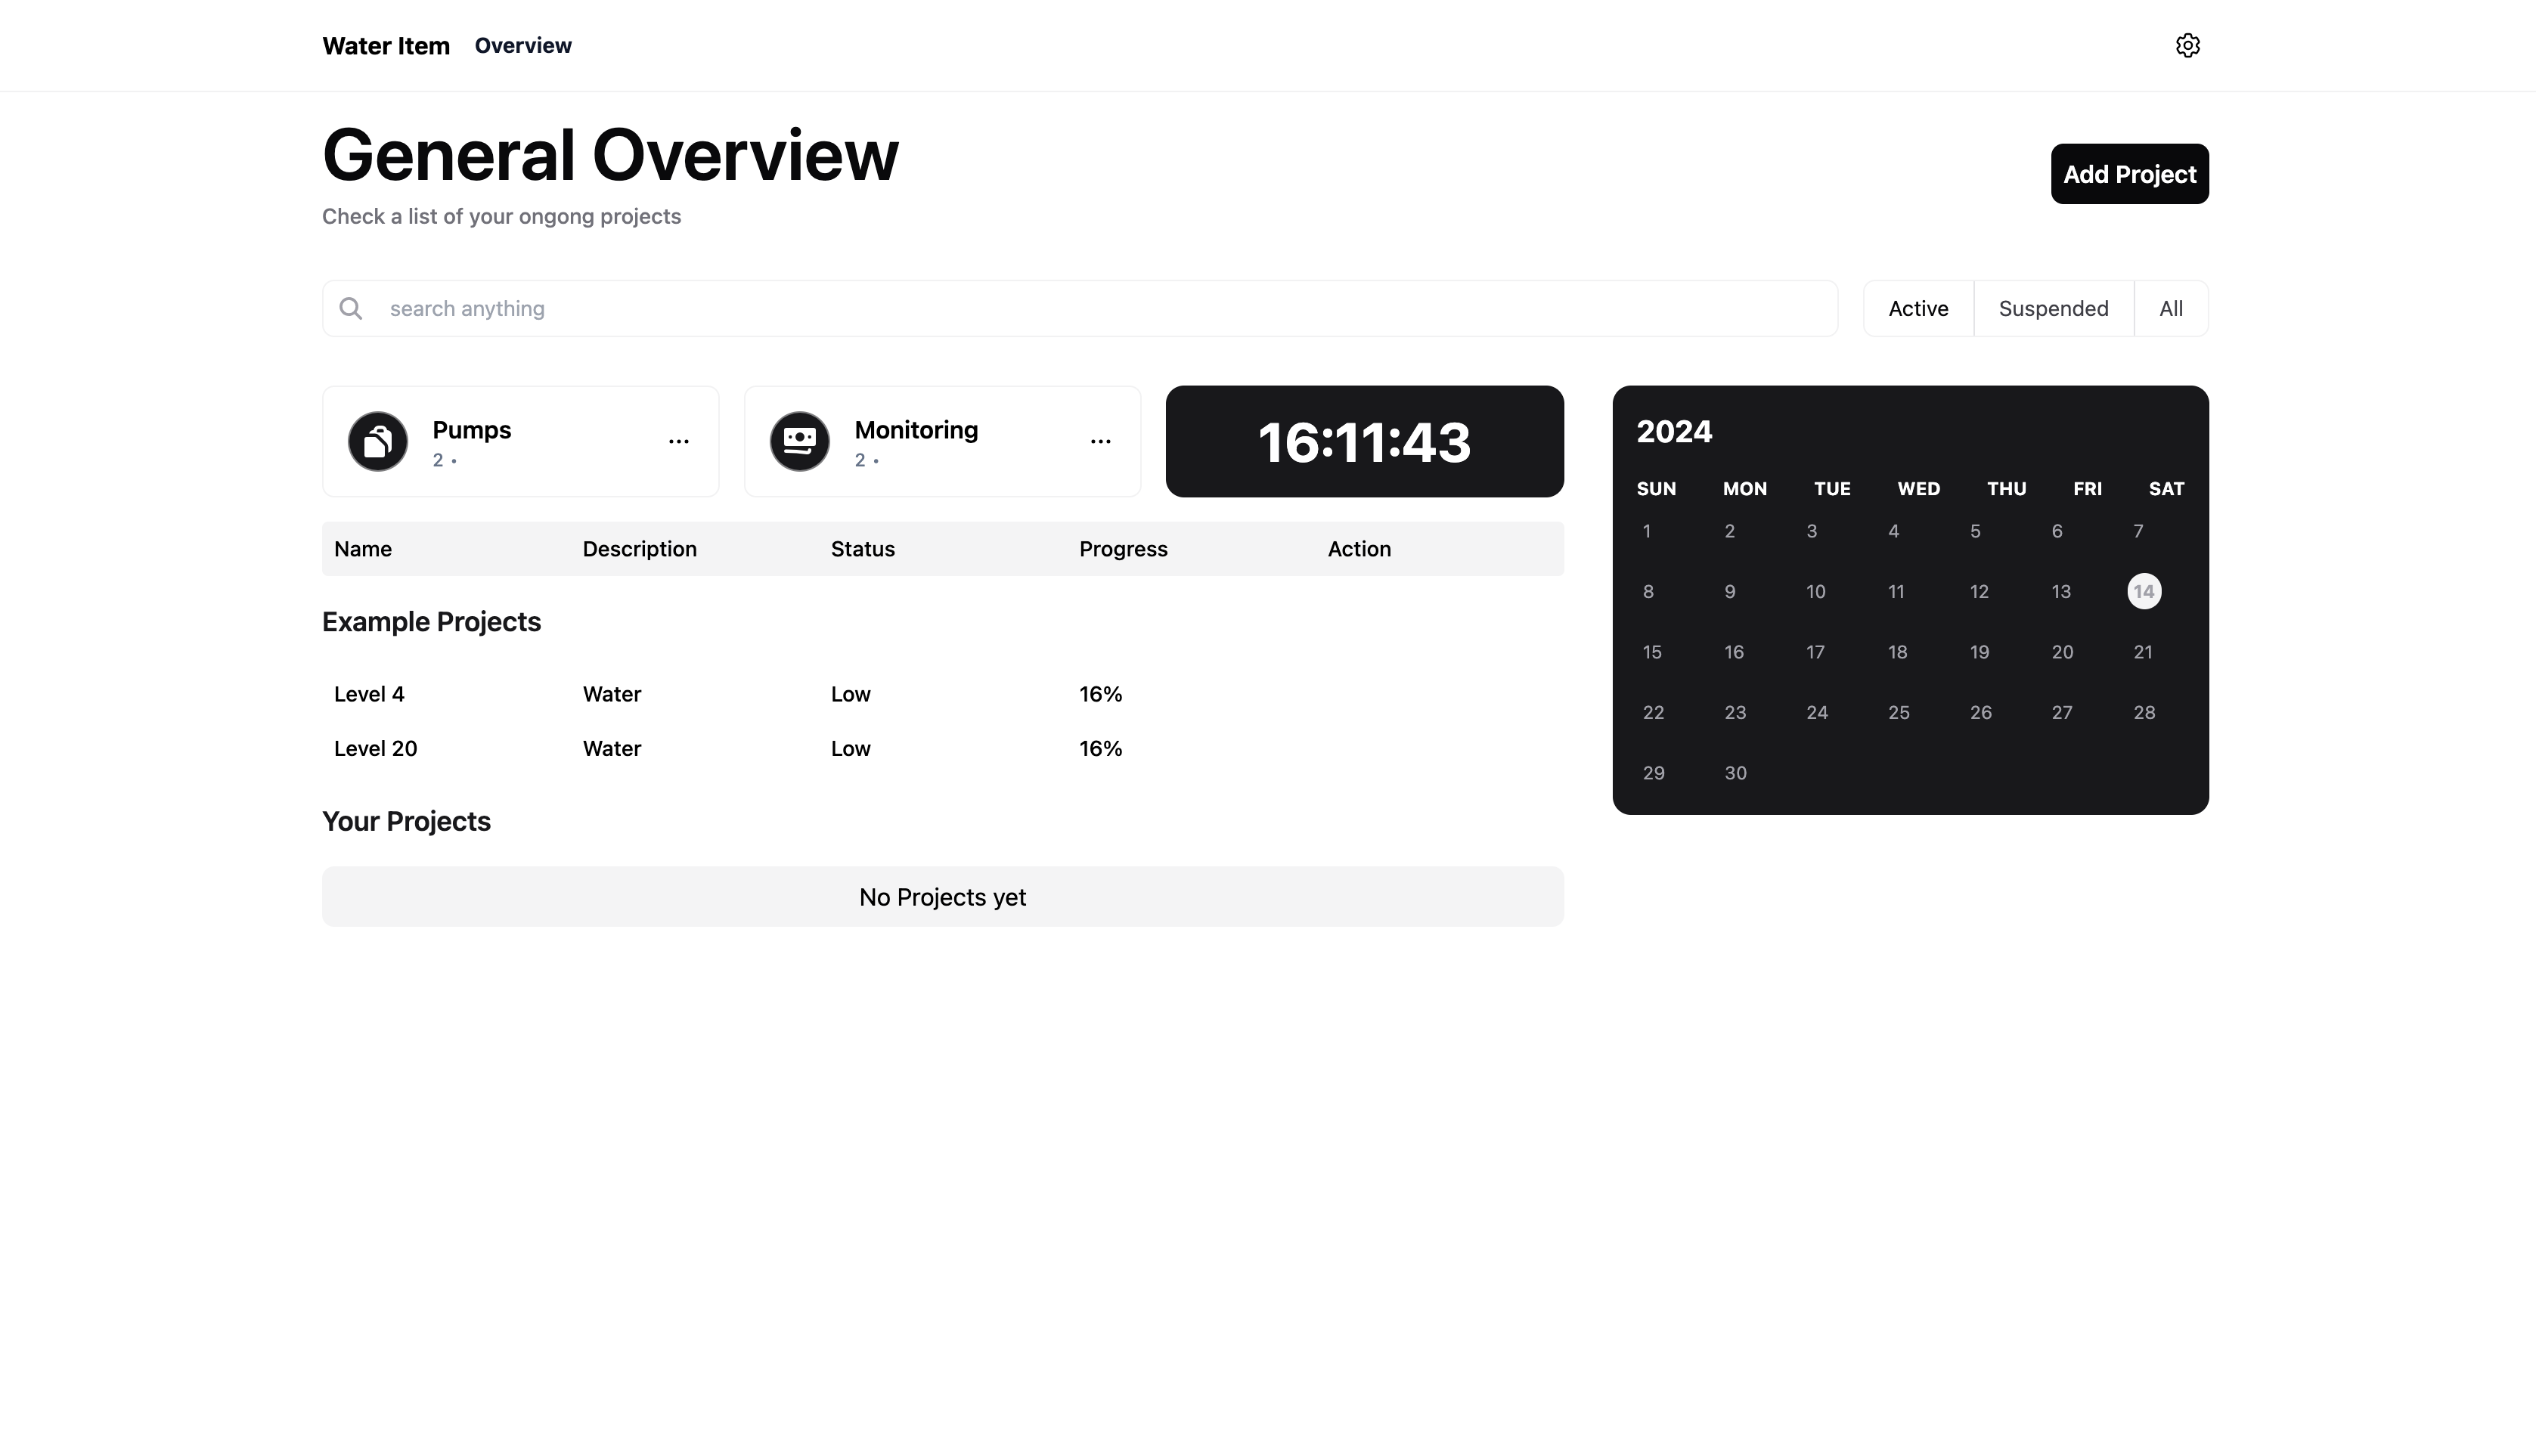 Water Item
Overview
General Overview
Add Project
Check a list of your ongong projects
search anything
Active
Suspended
All
Pumps
2 •
Monitoring
2 •
16:11:43
Name Description Status Progress Action
Example Projects
Level 4 Water Low 16%
Level 20 Water Low 16%
Your Projects
No Projects yet
2024
SUN MON TUE WED THU FRI SAT
1 2 3 4 5 6 7
8 9 10 11 12 13 14
15 16 17 18 19 20 21
22 23 24 25 26 27 28
29 30